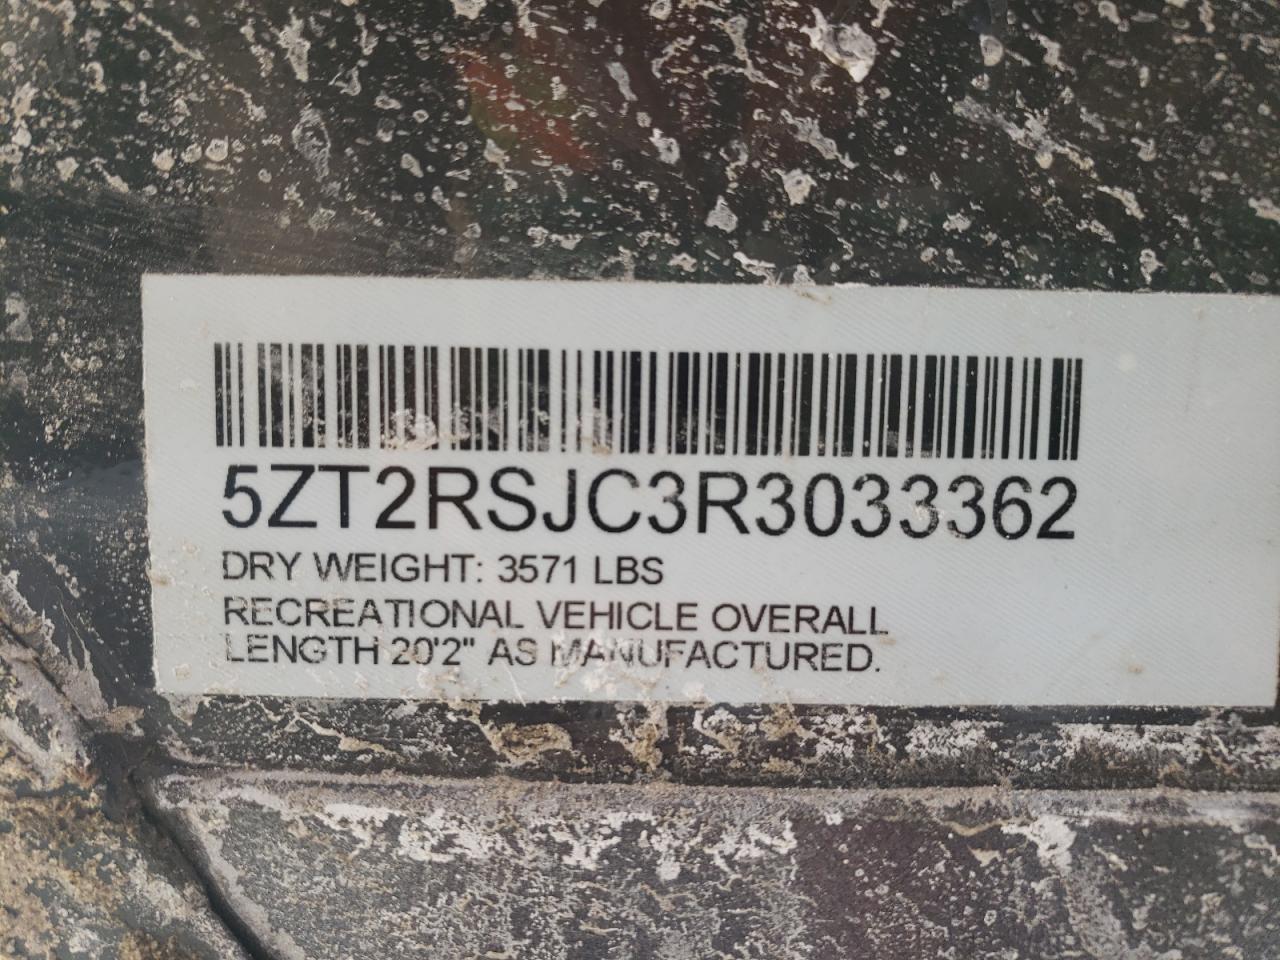 5ZT2RSJC3R3033362
DRY WEIGHT: 3571 LBS
RECREATIONAL VEHICLE OVERALL
LENGTH 20'2" AS MANUFACTURED.